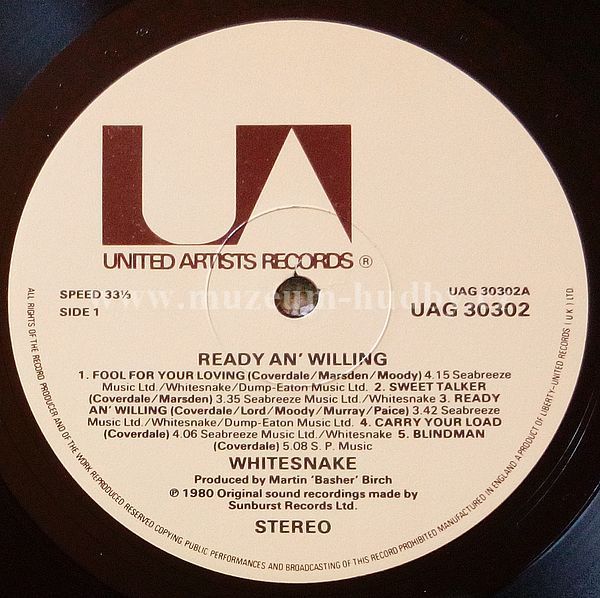 UA
UNITED ARTISTS RECORDS ®
SPEED 33⅓
UAG 30302A
SIDE 1
UAG 30302
READY AN' WILLING
1. FOOL FOR YOUR LOVING (Coverdale/Marsden/Moody) 4.15 Seabreeze
Music Ltd./Whitesnake/Dump-Eaton Music Ltd. 2. SWEET TALKER
(Coverdale/Marsden) 3.35 Seabreeze Music Ltd./Whitesnake 3. READY
AN' WILLING (Coverdale/Lord/Moody/Murray/Paice) 3.42 Seabreeze
Music Ltd./Whitesnake/Dump-Eaton Music Ltd. 4. CARRY YOUR LOAD
(Coverdale) 4.06 Seabreeze Music Ltd./Whitesnake 5. BLINDMAN
(Coverdale) 5.08 S. P. Music
WHITESNAKE
Produced by Martin 'Basher' Birch
℗ 1980 Original sound recordings made by
Sunburst Records Ltd.
STEREO
ALL RIGHTS OF THE RECORD PRODUCER AND OF THE WORK REPRODUCED RESERVED COPYING PUBLIC PERFORMANCES AND BROADCASTING OF THIS RECORD PROHIBITED MANUFACTURED IN ENGLAND A PRODUCT OF LIBERTY-UNITED RECORDS (UK) LTD.
www.muzeum-hudby